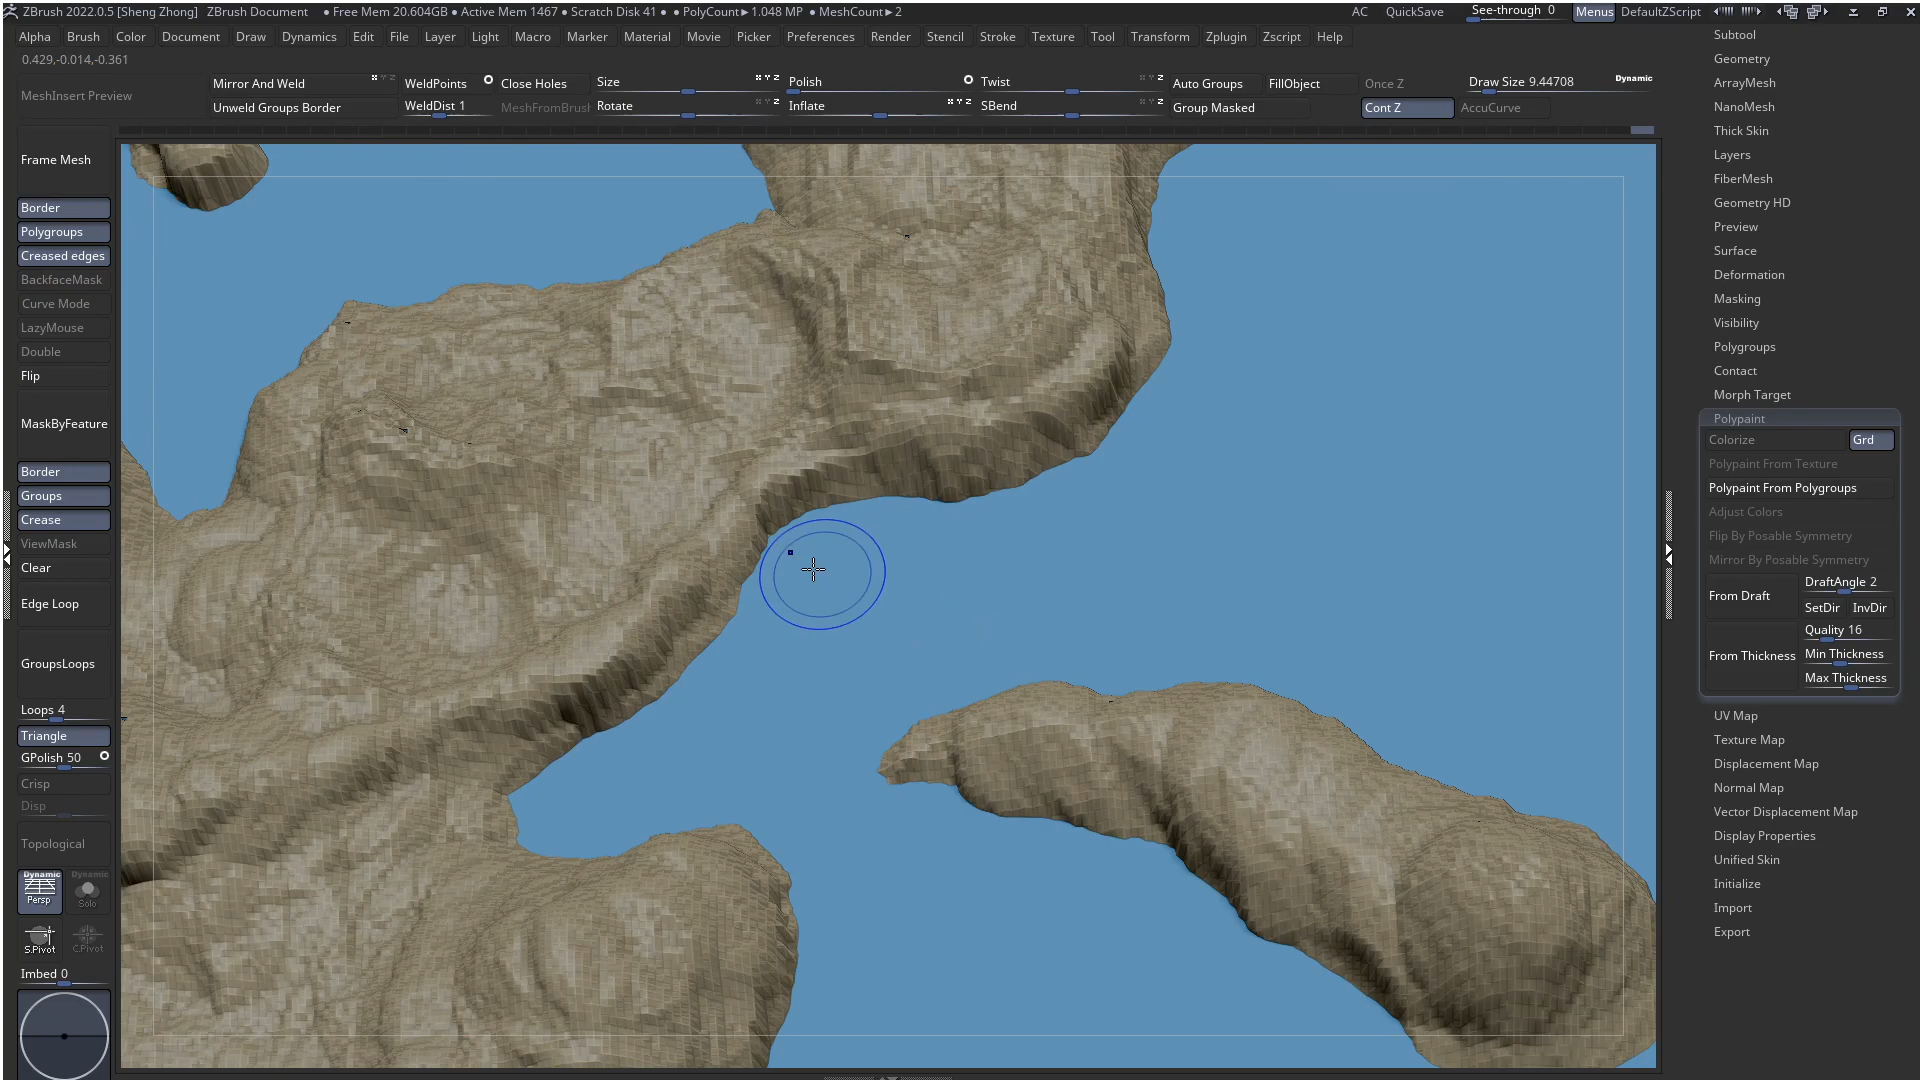 ZBrush 2022.0.5 [Sheng Zhong]   ZBrush Document   ● Free Mem 20.604GB ● Active Mem 1467 ● Scratch Disk 41 ●  ● PolyCount► 1.048 MP  ● MeshCount► 2   AC   QuickSave   See-through 0   Menus   DefaultZScript
Alpha Brush Color Document Draw Dynamics Edit File Layer Light Macro Marker Material Movie Picker Preferences Render Stencil Stroke Texture Tool Transform Zplugin Zscript Help
0.429,-0.014,-0.361
MeshInsert Preview
Mirror And Weld
Unweld Groups Border
WeldPoints
WeldDist 1
Close Holes
MeshFromBrush
Size
Rotate
Polish
Inflate
Twist
SBend
Auto Groups
Group Masked
FillObject
Once Z
Cont Z
Draw Size 9.44708
Dynamic
AccuCurve
Frame Mesh
Border
Polygroups
Creased edges
BackfaceMask
Curve Mode
LazyMouse
Double
Flip
MaskByFeature
Border
Groups
Crease
ViewMask
Clear
Edge Loop
GroupsLoops
Loops 4
Triangle
GPolish 50
Crisp
Disp
Topological
Dynamic
Persp
Dynamic
Solo
S.Pivot
C.Pivot
Imbed 0
Subtool
Geometry
ArrayMesh
NanoMesh
Thick Skin
Layers
FiberMesh
Geometry HD
Preview
Surface
Deformation
Masking
Visibility
Polygroups
Contact
Morph Target
Polypaint
Colorize
Grd
Polypaint From Texture
Polypaint From Polygroups
Adjust Colors
Flip By Posable Symmetry
Mirror By Posable Symmetry
From Draft
DraftAngle 2
SetDir
InvDir
From Thickness
Quality 16
Min Thickness
Max Thickness
UV Map
Texture Map
Displacement Map
Normal Map
Vector Displacement Map
Display Properties
Unified Skin
Initialize
Import
Export